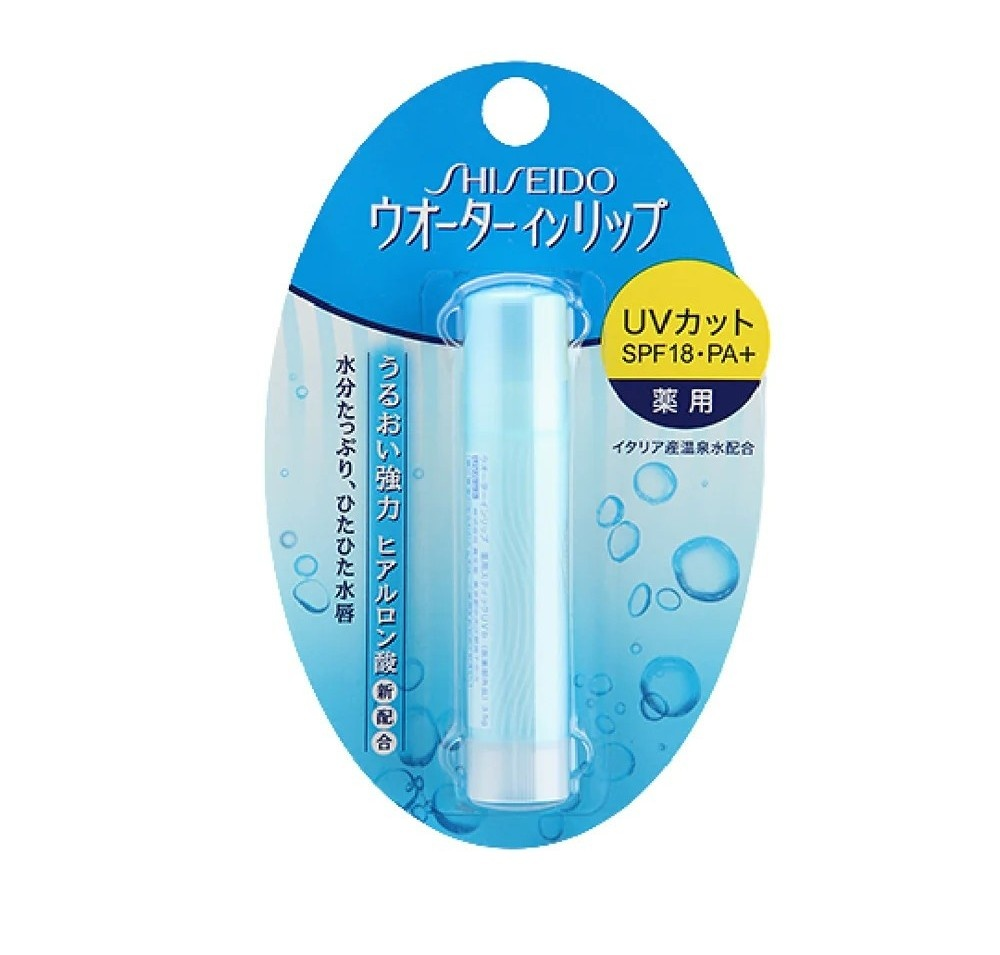 SHISEIDO
ウオーターインリップ
UVカット
SPF18・PA+
薬用
イタリア産温泉水配合
うるおい強力 ヒアルロン酸新配合
水分たっぷり、ひたひた水唇